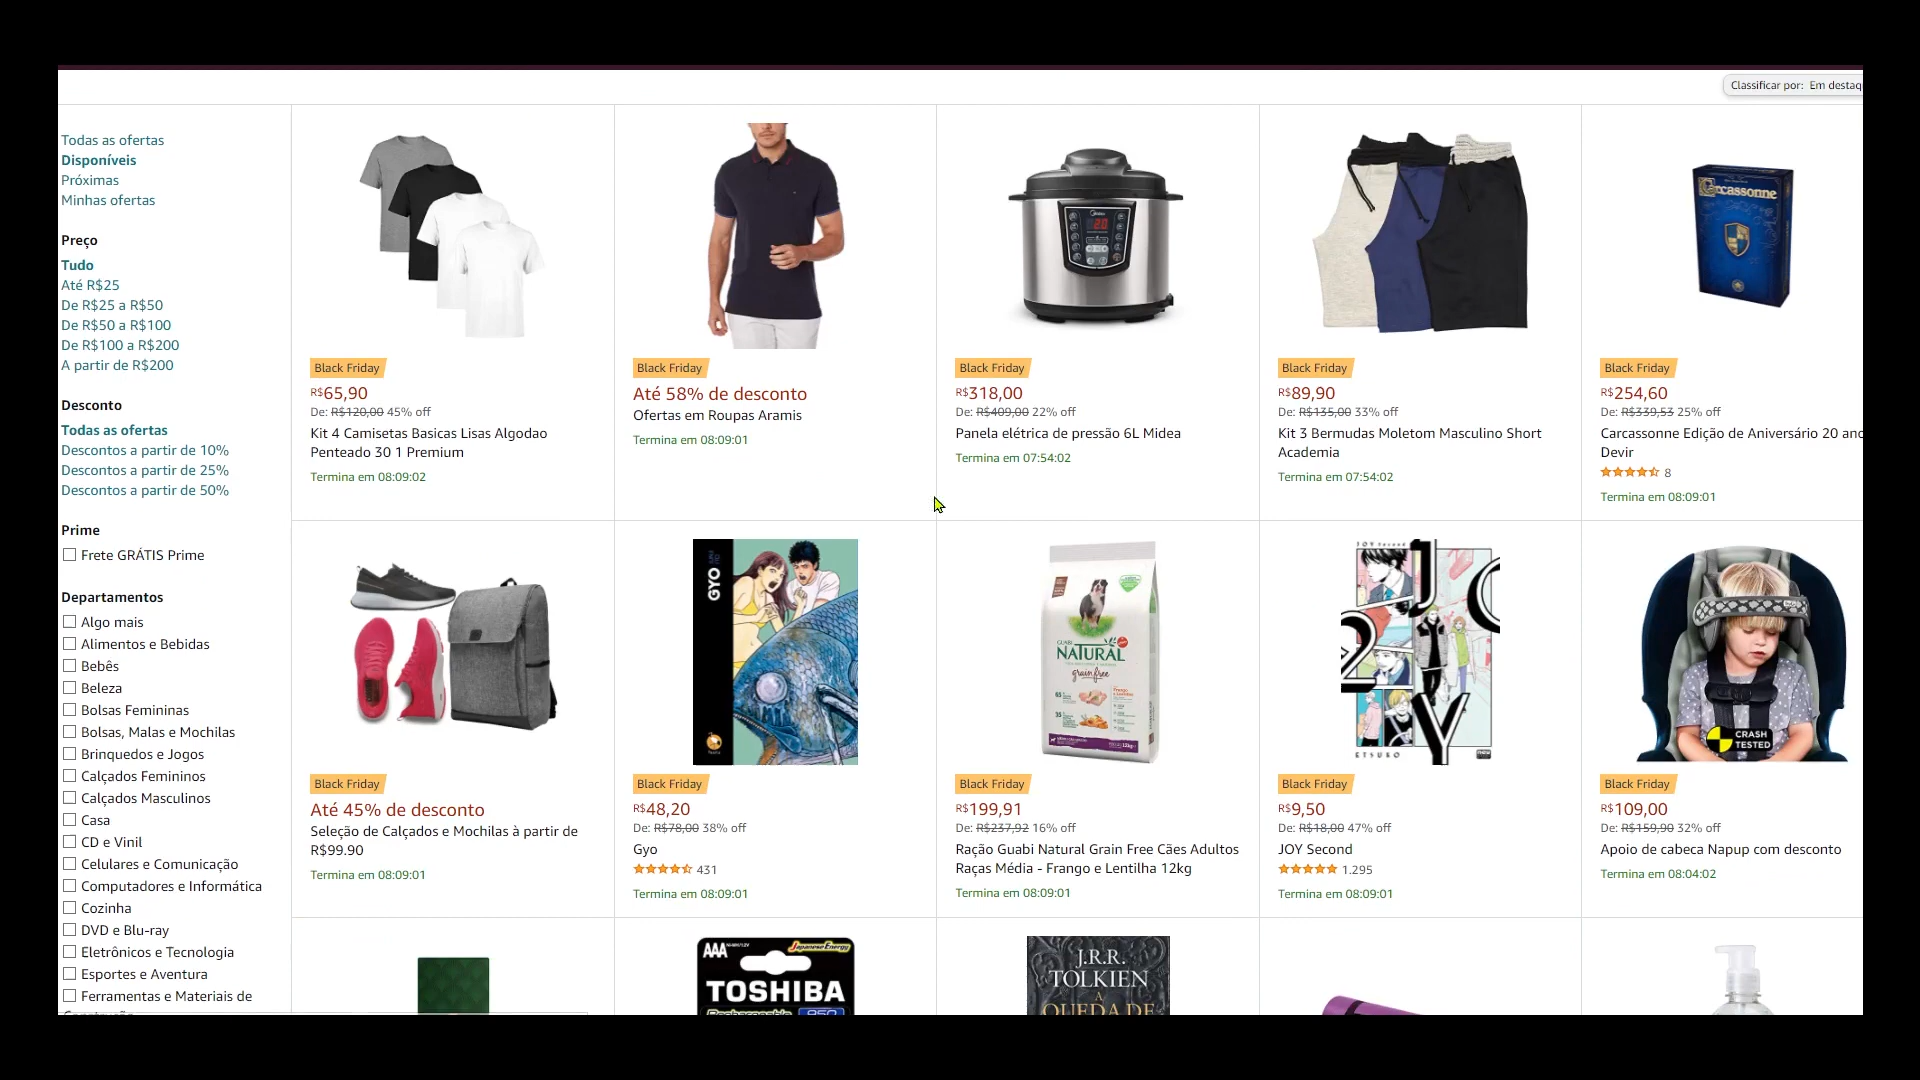 Classificar por: Em destaq
Todas as ofertas
Disponíveis
Próximas
Minhas ofertas
Preço
Tudo
Até R$25
De R$25 a R$50
De R$50 a R$100
De R$100 a R$200
A partir de R$200
Desconto
Todas as ofertas
Descontos a partir de 10%
Descontos a partir de 25%
Descontos a partir de 50%
Prime
Frete GRÁTIS Prime
Departamentos
Algo mais
Alimentos e Bebidas
Bebês
Beleza
Bolsas Femininas
Bolsas, Malas e Mochilas
Brinquedos e Jogos
Calçados Femininos
Calçados Masculinos
Casa
CD e Vinil
Celulares e Comunicação
Computadores e Informática
Cozinha
DVD e Blu-ray
Eletrônicos e Tecnologia
Esportes e Aventura
Ferramentas e Materiais de
Black Friday
R$65,90
De: R$120,00 45% off
Kit 4 Camisetas Basicas Lisas Algodao
Penteado 30 1 Premium
Termina em 08:09:02
Black Friday
Até 58% de desconto
Ofertas em Roupas Aramis
Termina em 08:09:01
Black Friday
R$318,00
De: R$409,00 22% off
Panela elétrica de pressão 6L Midea
Termina em 07:54:02
Black Friday
R$89,90
De: R$135,00 33% off
Kit 3 Bermudas Moletom Masculino Short
Academia
Termina em 07:54:02
Carcassonne
Black Friday
R$254,60
De: R$339,53 25% off
Carcassonne Edição de Aniversário 20 ano
Devir
8
Termina em 08:09:01
Black Friday
Até 45% de desconto
Seleção de Calçados e Mochilas à partir de
R$99.90
Termina em 08:09:01
GYO
Black Friday
R$48,20
De: R$78,00 38% off
Gyo
431
Termina em 08:09:01
GUABI
NATURAL
grain free
Black Friday
R$199,91
De: R$237,92 16% off
Ração Guabi Natural Grain Free Cães Adultos
Raças Média - Frango e Lentilha 12kg
Termina em 08:09:01
JOY
2
ETSUKO
Black Friday
R$9,50
De: R$18,00 47% off
JOY Second
1.295
Termina em 08:09:01
CRASH
TESTED
Black Friday
R$109,00
De: R$159,90 32% off
Apoio de cabeca Napup com desconto
Termina em 08:04:02
AAA
Japanese Energy
TOSHIBA
Rechargeable 950
J.R.R.
TOLKIEN
A
QUEDA DE